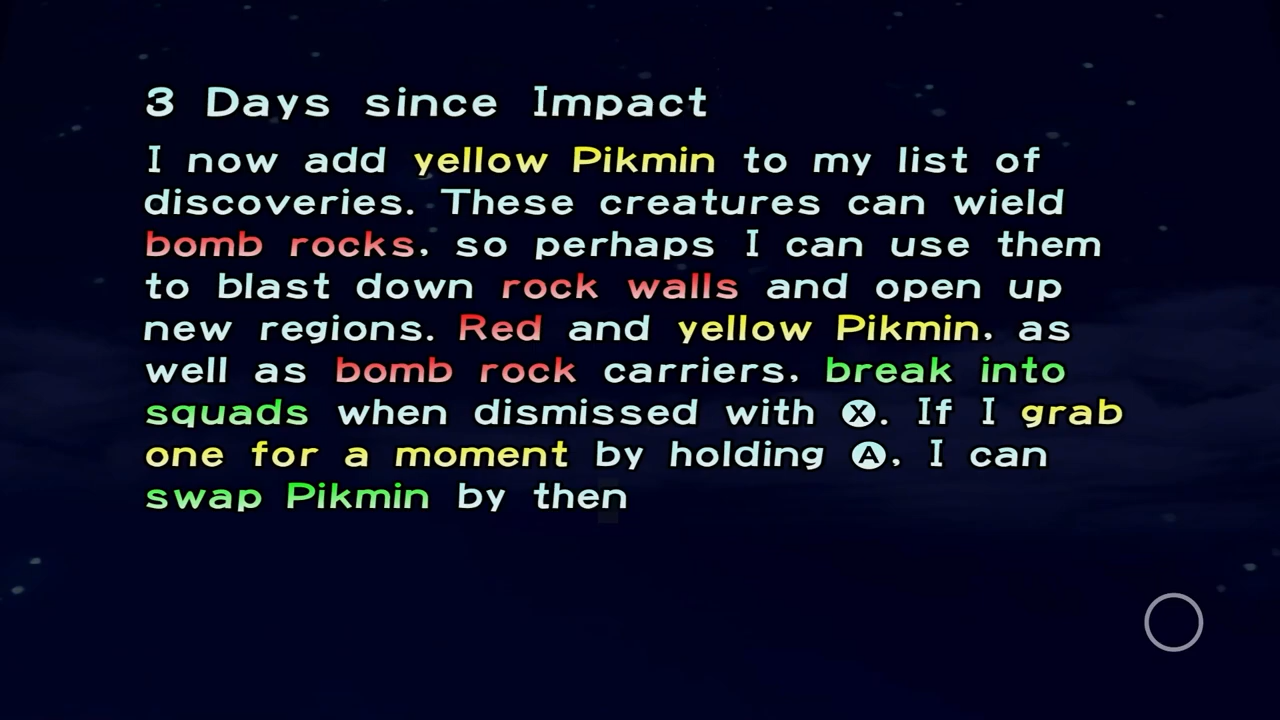 3 Days since Impact
I now add yellow Pikmin to my list of
discoveries. These creatures can wield
bomb rocks, so perhaps I can use them
to blast down rock walls and open up
new regions. Red and yellow Pikmin, as
well as bomb rock carriers, break into
squads when dismissed with X. If I grab
one for a moment by holding A, I can
swap Pikmin by then